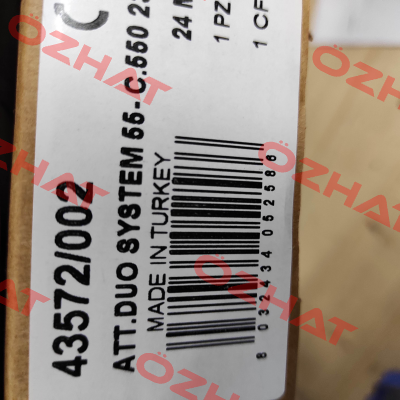 43572/002
ATT.DUO SYSTEM 55- C.550 23
MADE IN TURKEY
24 M
1 PZ
1 CF
8 032434 052586
ÖZHAT
ÖZHAT
ÖZHAT
ÖZHAT
ÖZHAT